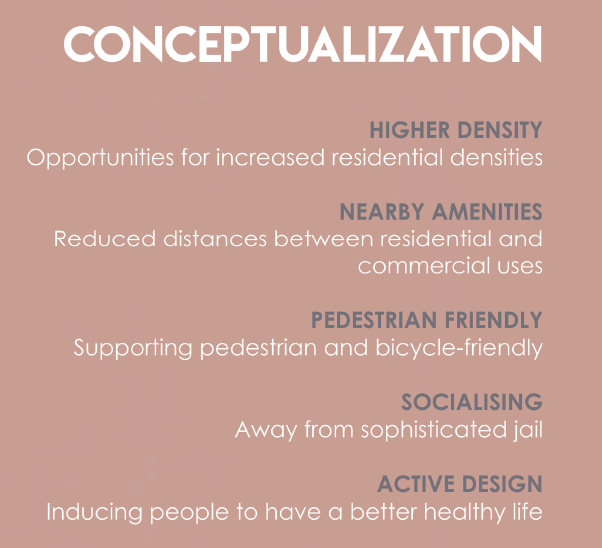 CONCEPTUALIZATION
HIGHER DENSITY
Opportunities for increased residential densities
NEARBY AMENITIES
Reduced distances between residential and
commercial uses
PEDESTRIAN FRIENDLY
Supporting pedestrian and bicycle-friendly
SOCIALISING
Away from sophisticated jail
ACTIVE DESIGN
Inducing people to have a better healthy life